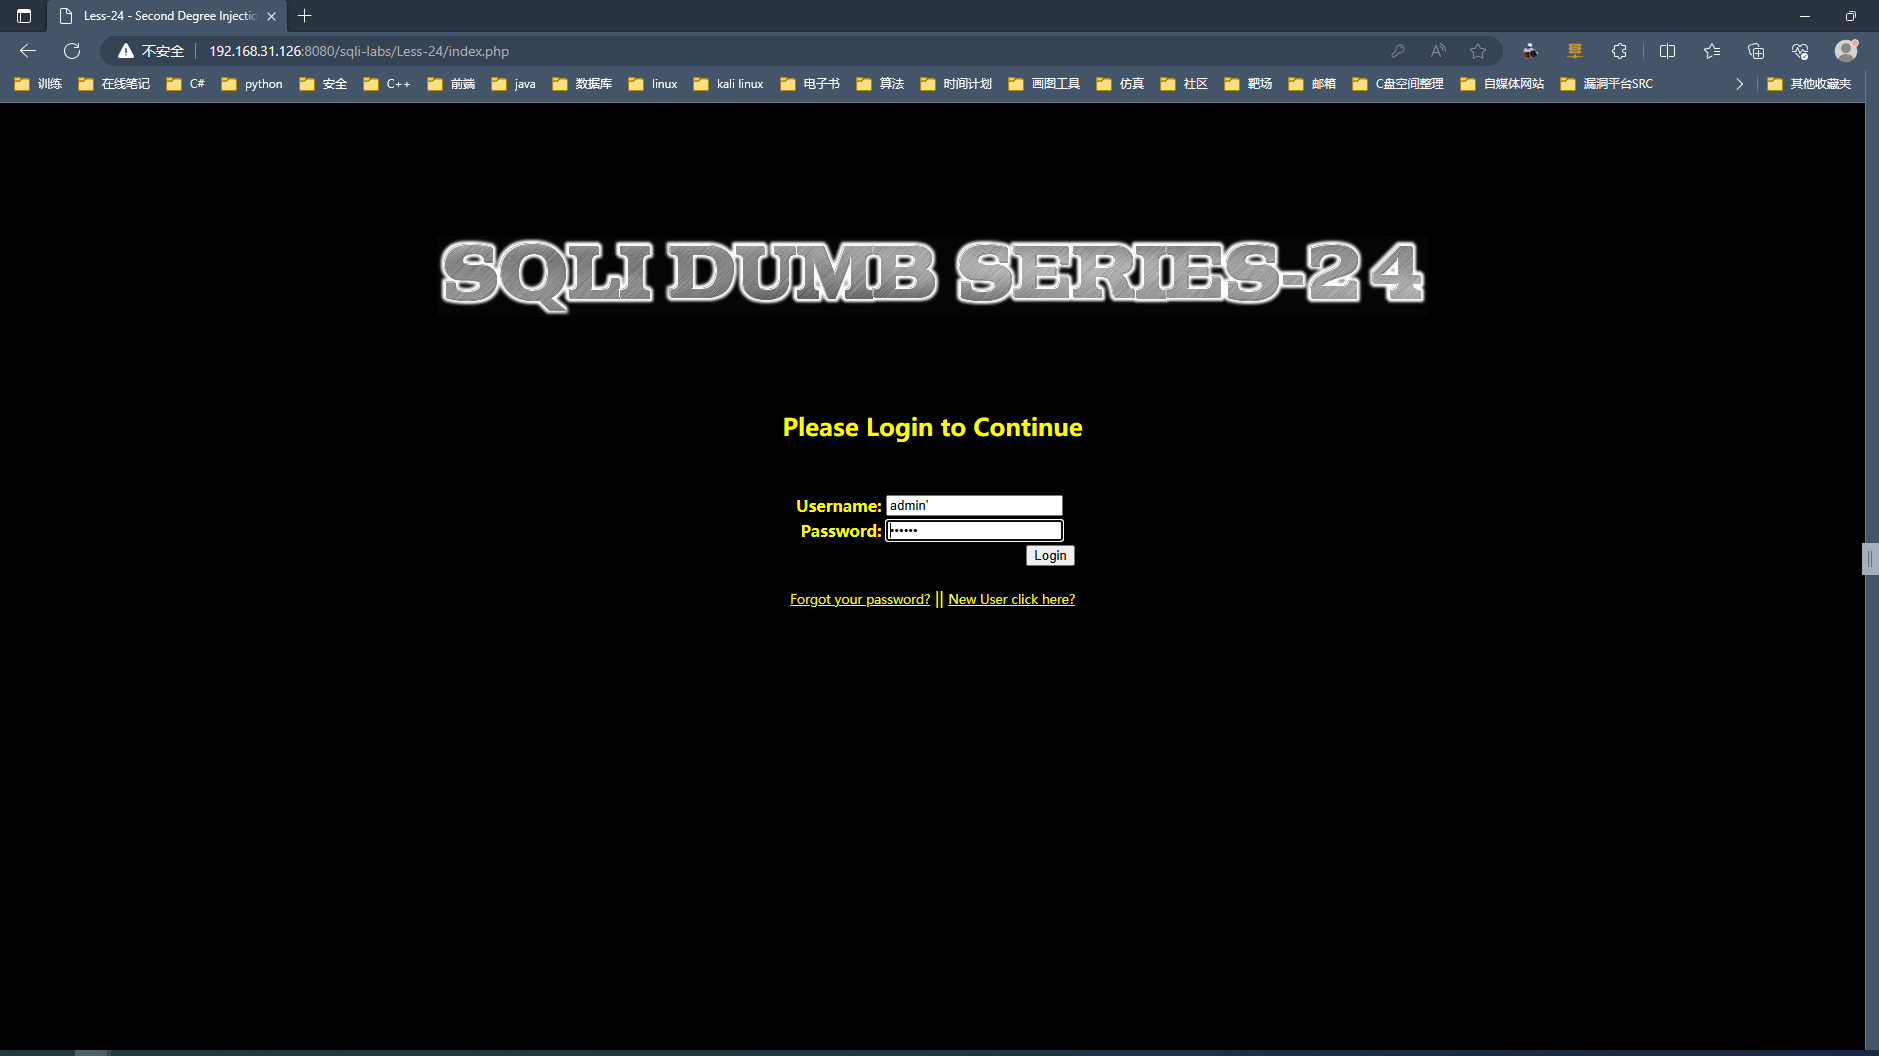 Less-24 - Second Degree Injectio
不安全 192.168.31.126:8080/sqli-labs/Less-24/index.php
训练 在线笔记 C# python 安全 C++ 前端 java 数据库 linux kali linux 电子书 算法 时间计划 画图工具 仿真 社区 靶场 邮箱 C盘空间整理 自媒体网站 漏洞平台SRC 其他收藏夹
SQLI DUMB SERIES-24
Please Login to Continue
Username: admin'
Password: ••••••
Login
Forgot your password? || New User click here?